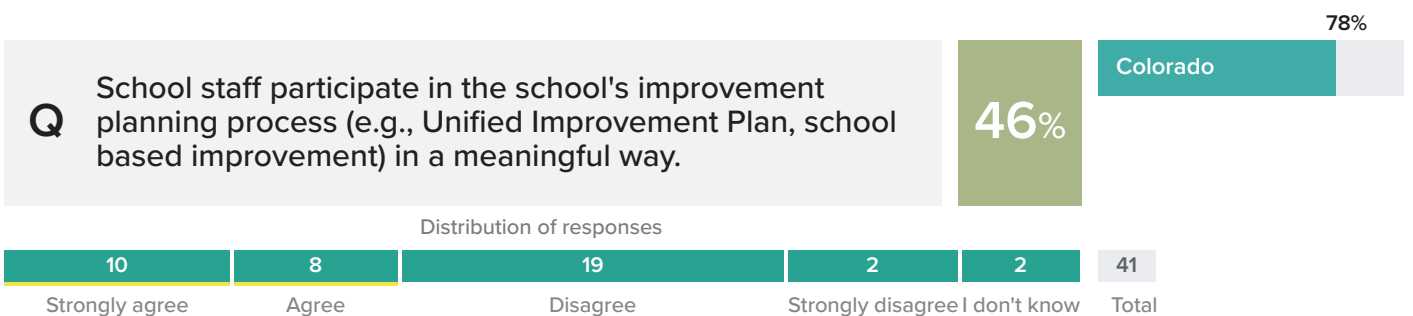 78%
Q
School staff participate in the school's improvement
planning process (e.g., Unified Improvement Plan, school
based improvement) in a meaningful way.
46%
Colorado
Distribution of responses
10 8 19 2 2 41
Strongly agree Agree Disagree Strongly disagree I don't know Total